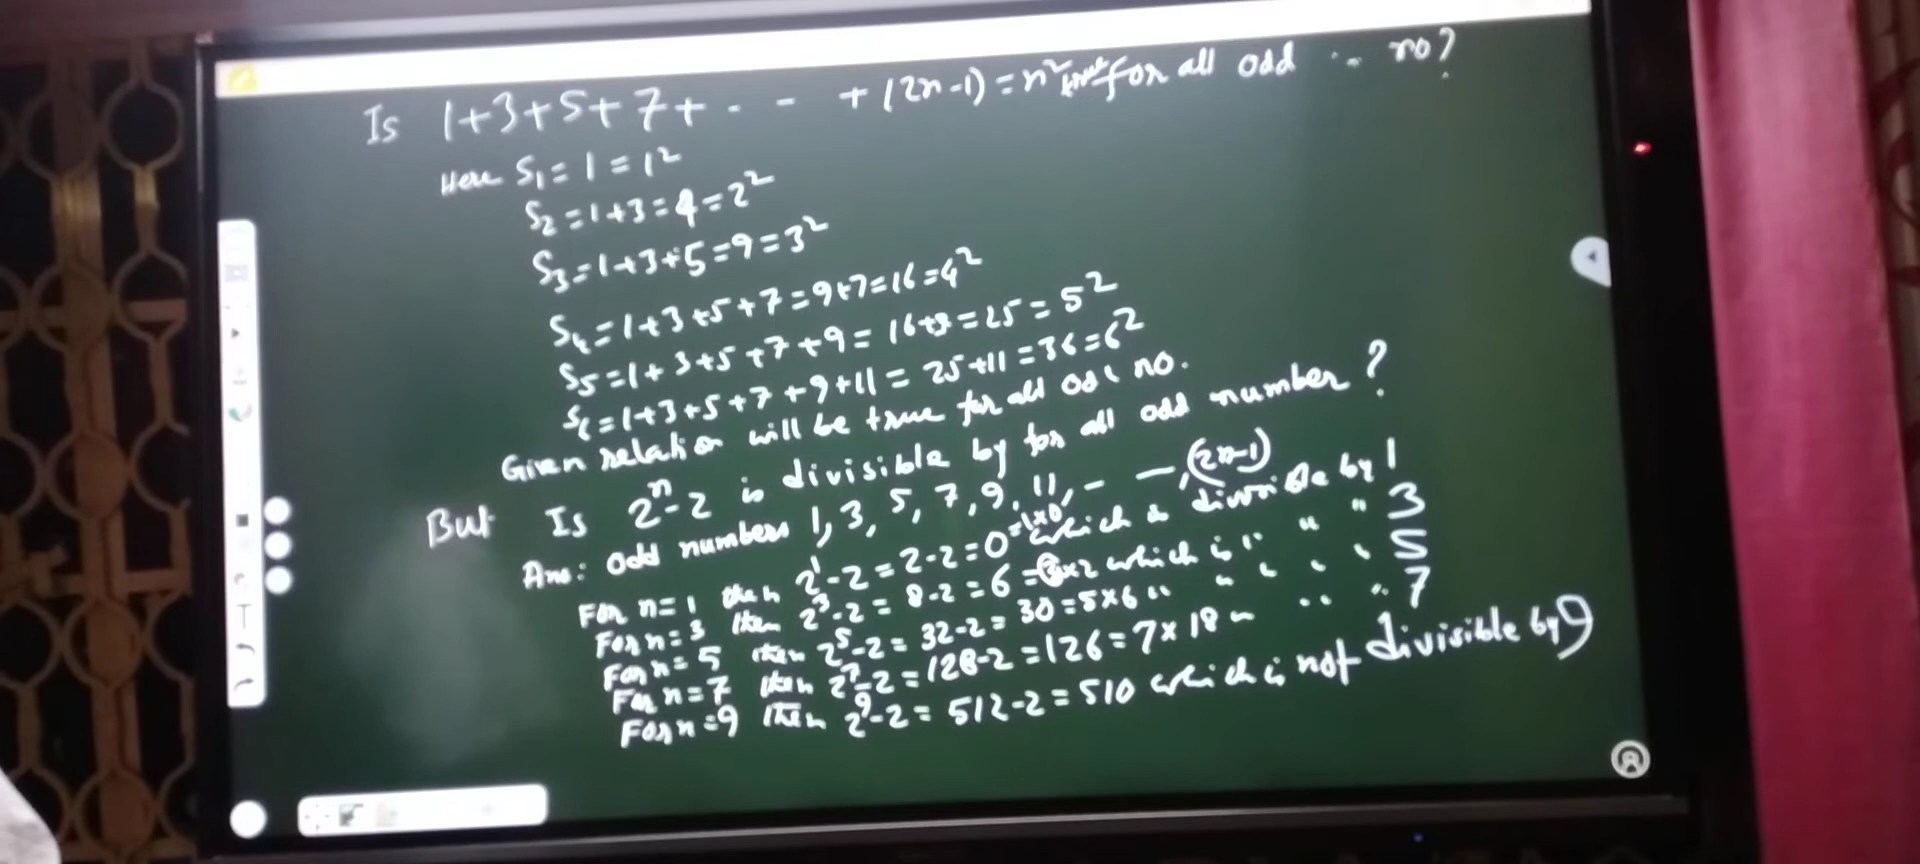 Is 1+3+5+7+ - - - + (2n-1) = n² true for all odd no?
Here S₁ = 1 = 1²
S₂ = 1+3 = 4 = 2²
S₃ = 1+3+5 = 9 = 3²
S₄ = 1+3+5+7 = 9+7 = 16 = 4²
S₅ = 1+3+5+7+9 = 16+9 = 25 = 5²
S₆ = 1+3+5+7+9+11 = 25+11 = 36 = 6²
Given relation will be true for all odd no.
But Is 2ⁿ-2 is divisible by for all odd number?
Ans: odd numbers 1, 3, 5, 7, 9, 11, - -, (2n-1)
For n=1 then 2¹-2 = 2-2 = 0 = 1×0 which is divisible by 1
For n=3 then 2³-2 = 8-2 = 6 = 3×2 which is " " " 3
For n=5 then 2⁵-2 = 32-2 = 30 = 5×6 " " " " 5
For n=7 then 2⁷-2 = 128-2 = 126 = 7×18 " " " 7
For n=9 then 2⁹-2 = 512-2 = 510 which is not divisible by 9